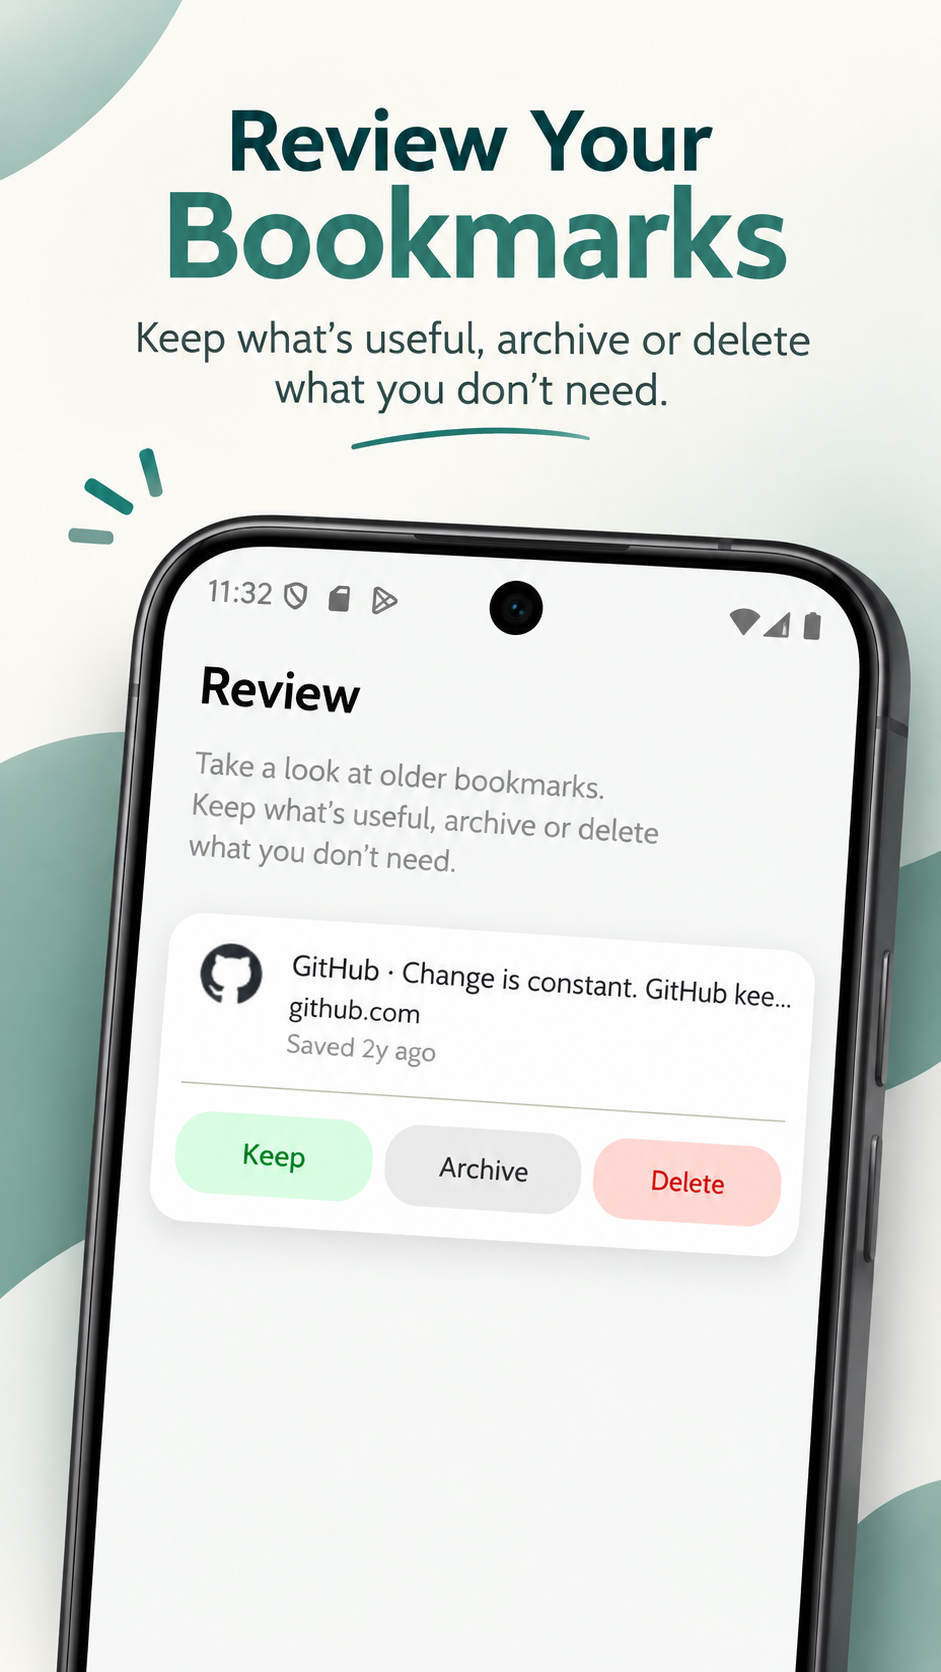 Review Your
Bookmarks
Keep what's useful, archive or delete
what you don't need.
11:32
Review
Take a look at older bookmarks.
Keep what's useful, archive or delete
what you don't need.
GitHub · Change is constant. GitHub kee...
github.com
Saved 2y ago
Keep
Archive
Delete